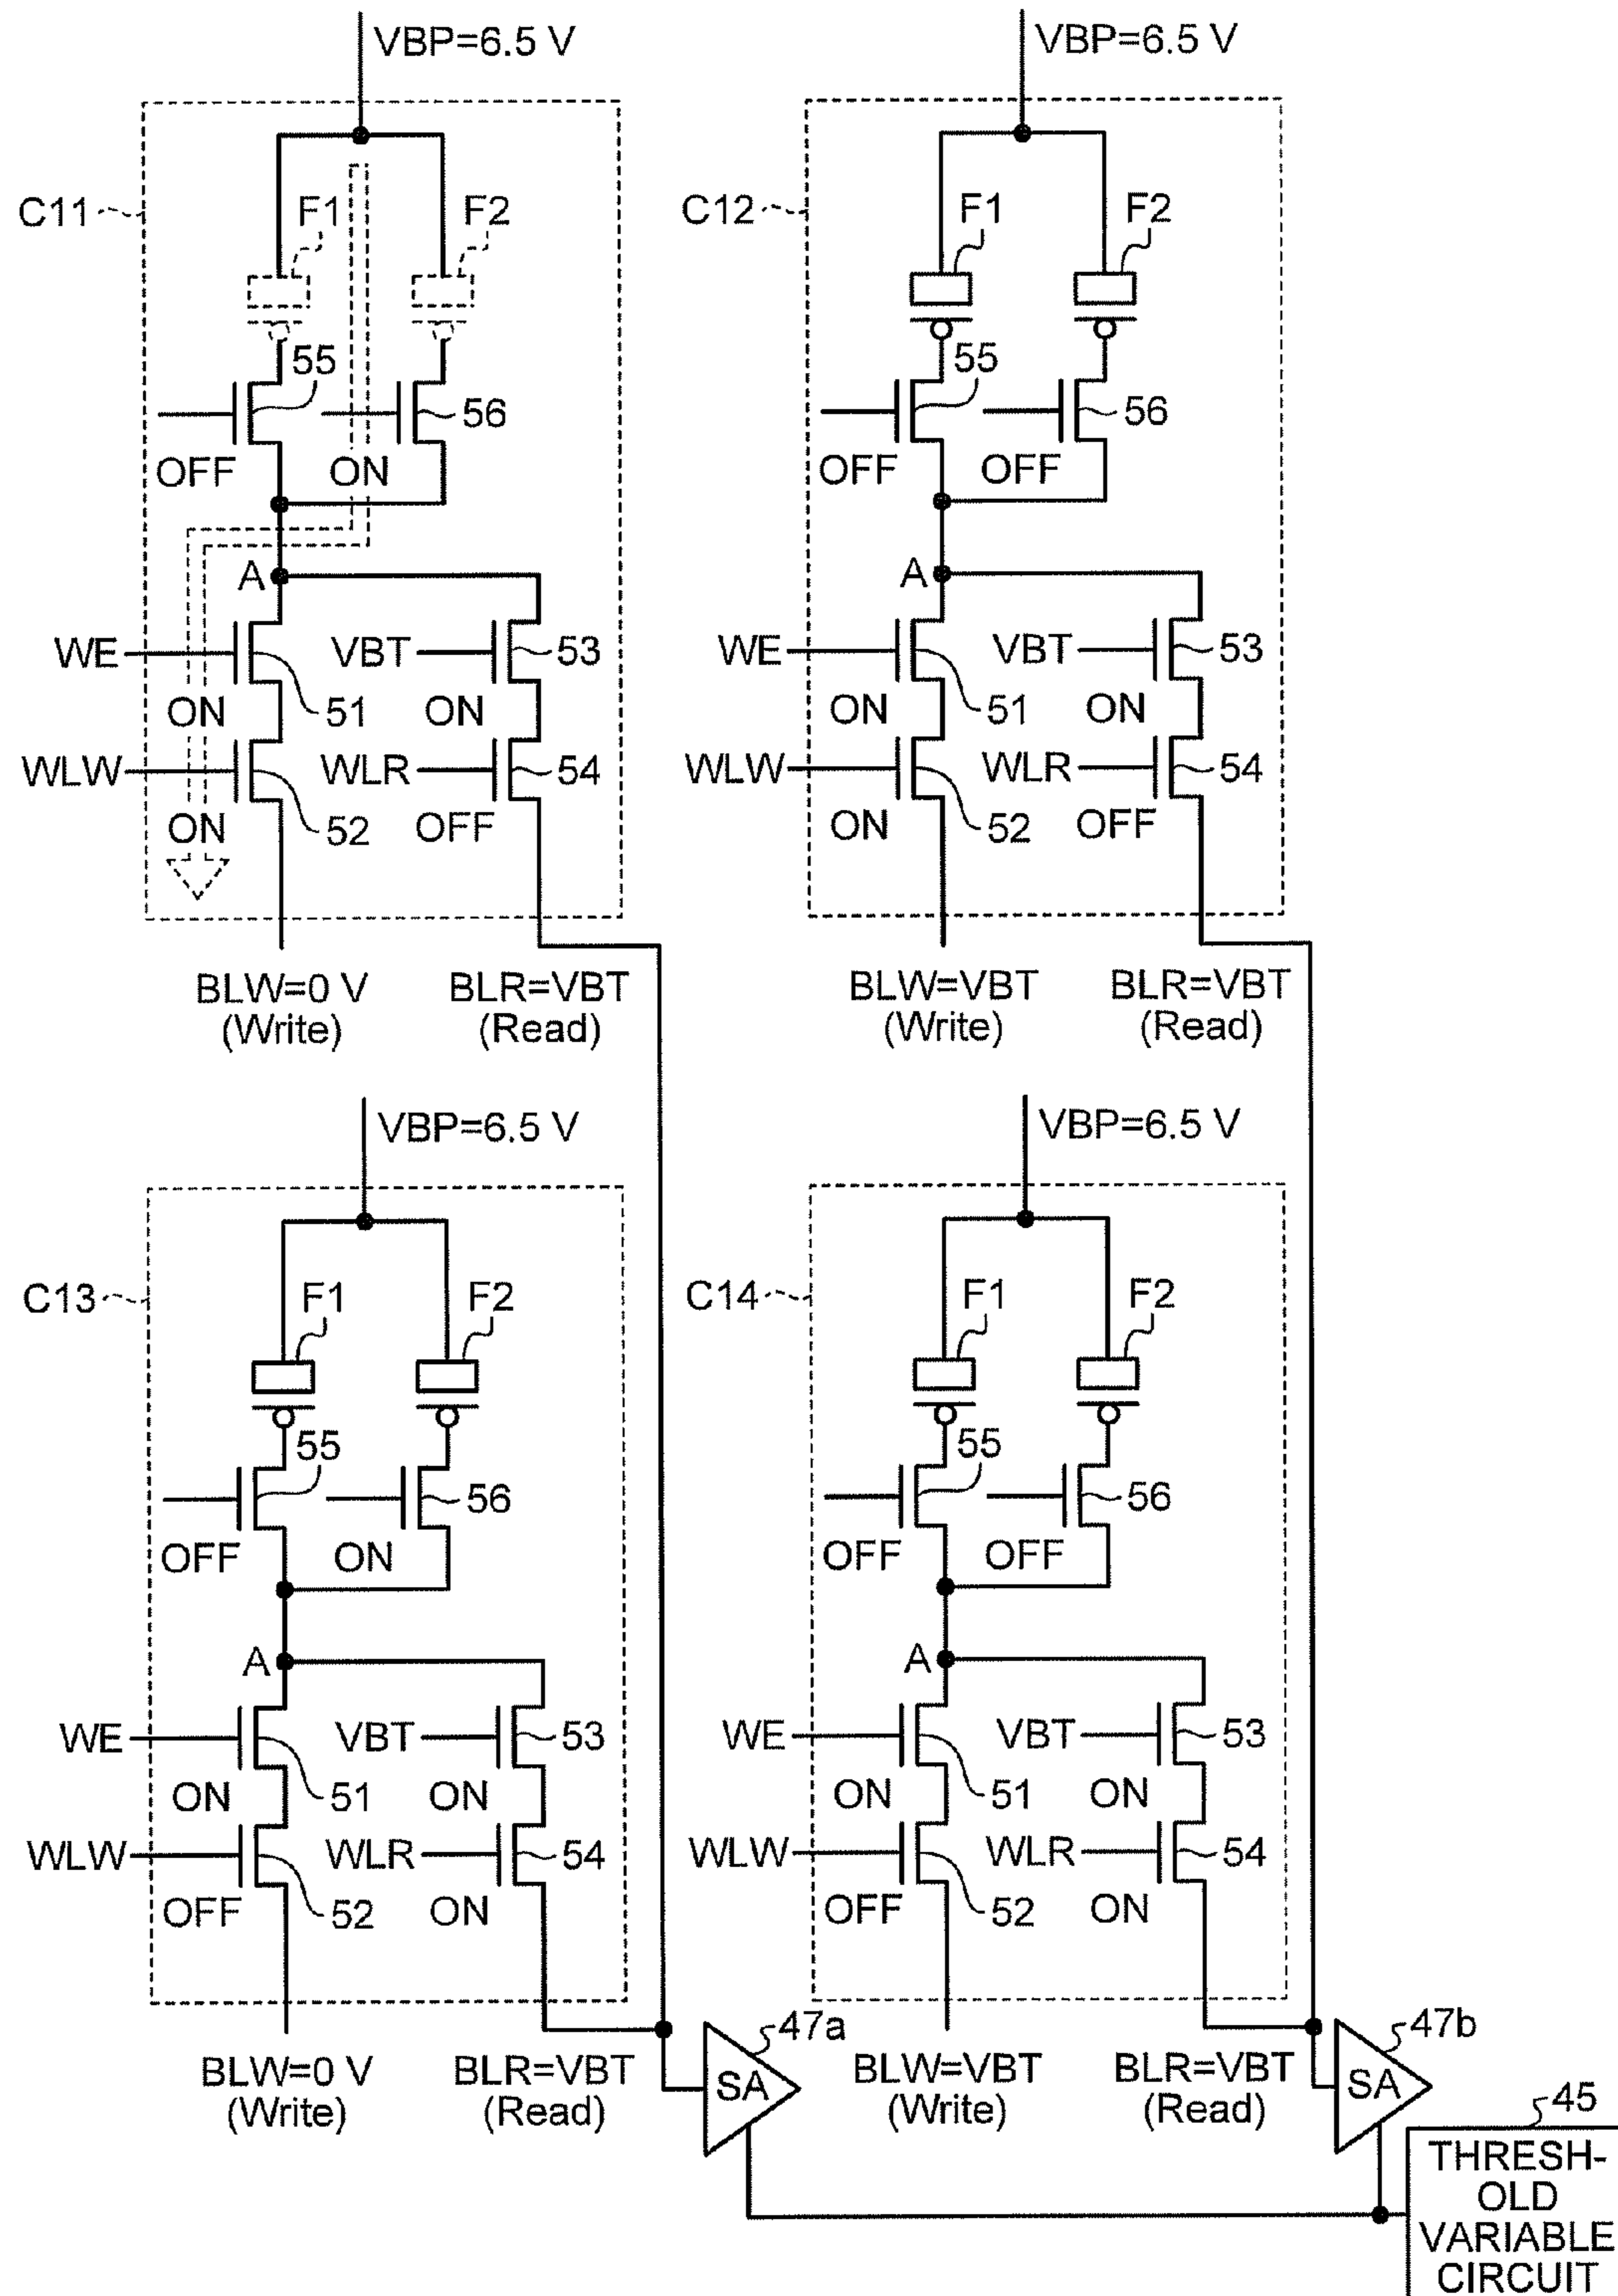 VBP=6.5 V
VBP=6.5 V
C11
F1
F2
C12
F1
F2
55
56
55
56
OFF
ON
OFF
OFF
A
A
WE
VBT
53
WE
VBT
53
ON
51
ON
ON
51
ON
WLW
WLR
54
WLW
WLR
54
ON
52
OFF
ON
52
OFF
BLW=0 V
(Write)
BLR=VBT
(Read)
BLW=VBT
(Write)
BLR=VBT
(Read)
VBP=6.5 V
VBP=6.5 V
C13
F1
F2
C14
F1
F2
55
56
55
56
OFF
ON
OFF
OFF
A
A
WE
VBT
53
WE
VBT
53
ON
51
ON
ON
51
ON
WLW
WLR
54
WLW
WLR
54
OFF
52
ON
OFF
52
ON
BLW=0 V
(Write)
BLR=VBT
(Read)
47a
SA
BLW=VBT
(Write)
BLR=VBT
(Read)
47b
SA
45
THRESH-
OLD
VARIABLE
CIRCUIT